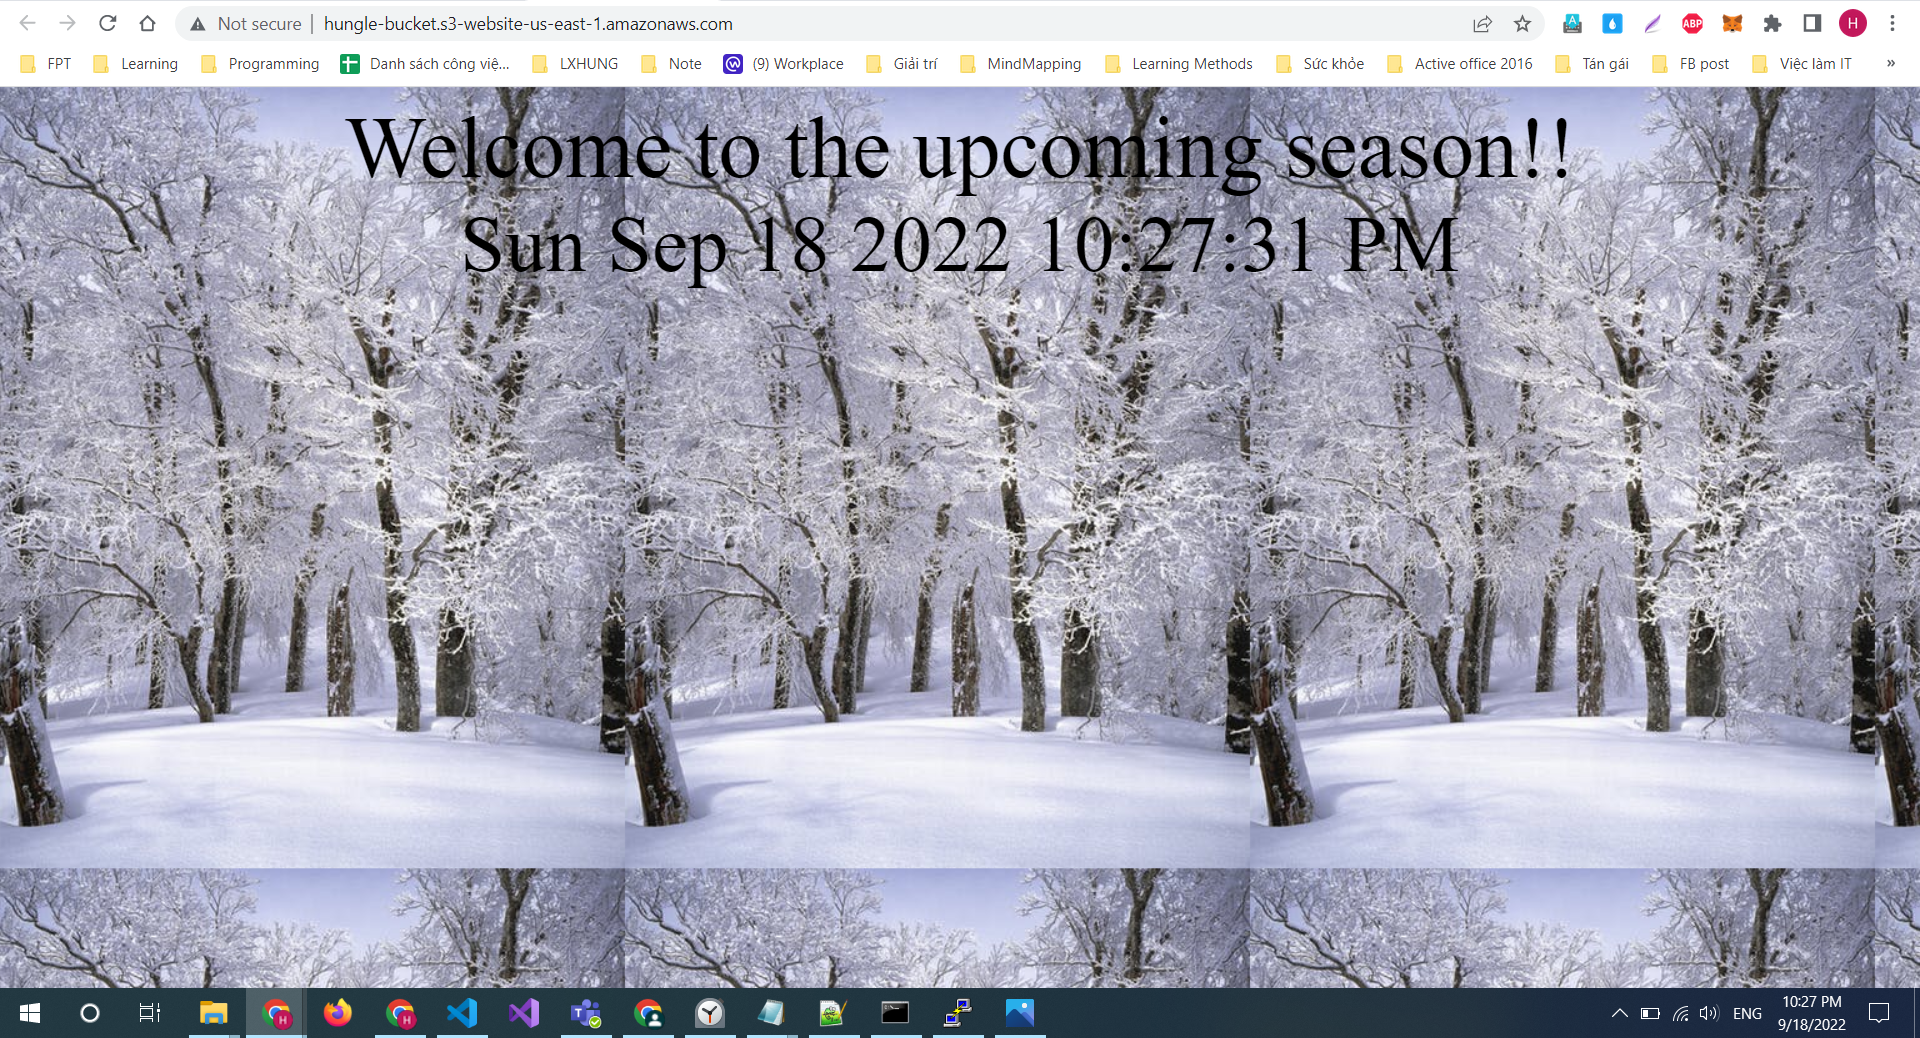 Not secure | hungle-bucket.s3-website-us-east-1.amazonaws.com
A
ABP
H
FPT Learning Programming Danh sách công việ... LXHUNG Note (9) Workplace Giải trí MindMapping Learning Methods Sức khỏe Active office 2016 Tán gái FB post Việc làm IT »
Welcome to the upcoming season!!
Sun Sep 18 2022 10:27:31 PM
H
H
ENG
10:27 PM
9/18/2022